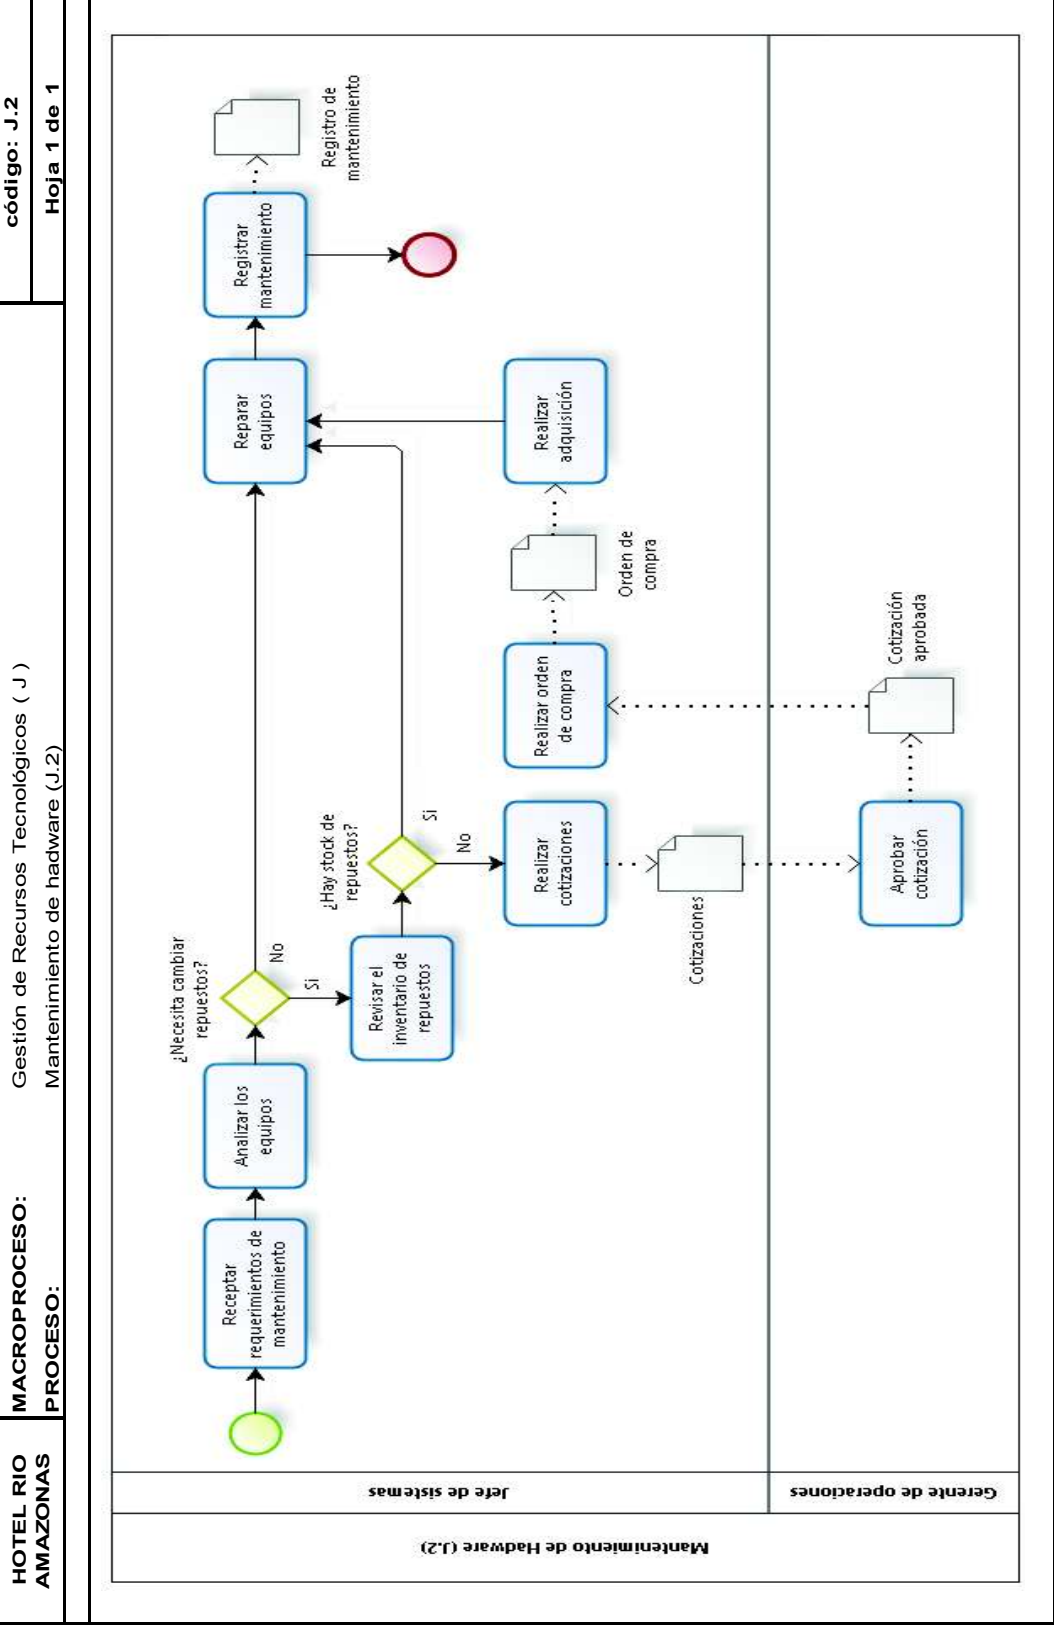 HOTEL RIO
AMAZONAS
MACROPROCESO:
Gestión de Recursos Tecnológicos ( J )
código: J.2
PROCESO:
Mantenimiento de hadware (J.2)
Hoja 1 de 1
Mantenimiento de Hadware (J.2)
Jefe de sistemas
Receptar
requerimientos de
mantenimiento
Analizar los
equipos
¿Necesita cambiar
repuestos?
No
Si
Revisar el
inventario de
repuestos
¿Hay stock de
repuestos?
Si
No
Realizar
cotizaciones
Cotizaciones
Realizar orden
de compra
Orden de
compra
Realizar
adquisición
Reparar
equipos
Registrar
mantenimiento
Registro de
mantenimiento
Gerente de operaciones
Aprobar
cotización
Cotización
aprobada